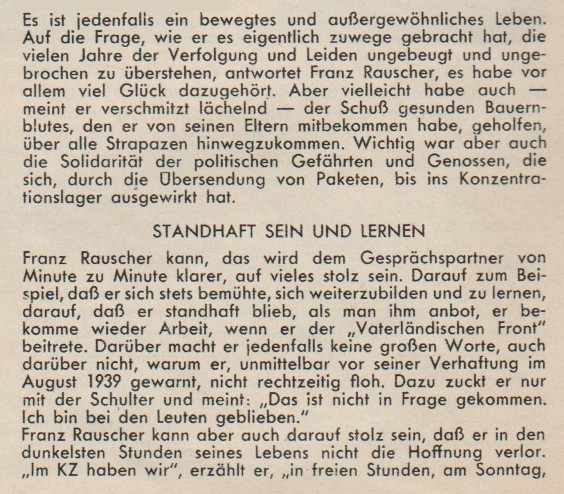 Es ist jedenfalls ein bewegtes und außergewöhnliches Leben.
Auf die Frage, wie er es eigentlich zuwege gebracht hat, die
vielen Jahre der Verfolgung und Leiden ungebeugt und unge-
brochen zu überstehen, antwortet Franz Rauscher, es habe vor
allem viel Glück dazugehört. Aber vielleicht habe auch —
meint er verschmitzt lächelnd — der Schuß gesunden Bauern-
blutes, den er von seinen Eltern mitbekommen habe, geholfen,
über alle Strapazen hinwegzukommen. Wichtig war aber auch
die Solidarität der politischen Gefährten und Genossen, die
sich, durch die Übersendung von Paketen, bis ins Konzentra-
tionslager ausgewirkt hat.
STANDHAFT SEIN UND LERNEN
Franz Rauscher kann, das wird dem Gesprächspartner von
Minute zu Minute klarer, auf vieles stolz sein. Darauf zum Bei-
spiel, daß er sich stets bemühte, sich weiterzubilden und zu lernen,
darauf, daß er standhaft blieb, als man ihm anbot, er be-
komme wieder Arbeit, wenn er der „Vaterländischen Front"
beitrete. Darüber macht er jedenfalls keine großen Worte, auch
darüber nicht, warum er, unmittelbar vor seiner Verhaftung im
August 1939 gewarnt, nicht rechtzeitig floh. Dazu zuckt er nur
mit der Schulter und meint: „Das ist nicht in Frage gekommen.
Ich bin bei den Leuten geblieben."
Franz Rauscher kann aber auch darauf stolz sein, daß er in den
dunkelsten Stunden seines Lebens nicht die Hoffnung verlor.
„Im KZ haben wir", erzählt er, „in freien Stunden, am Sonntag,